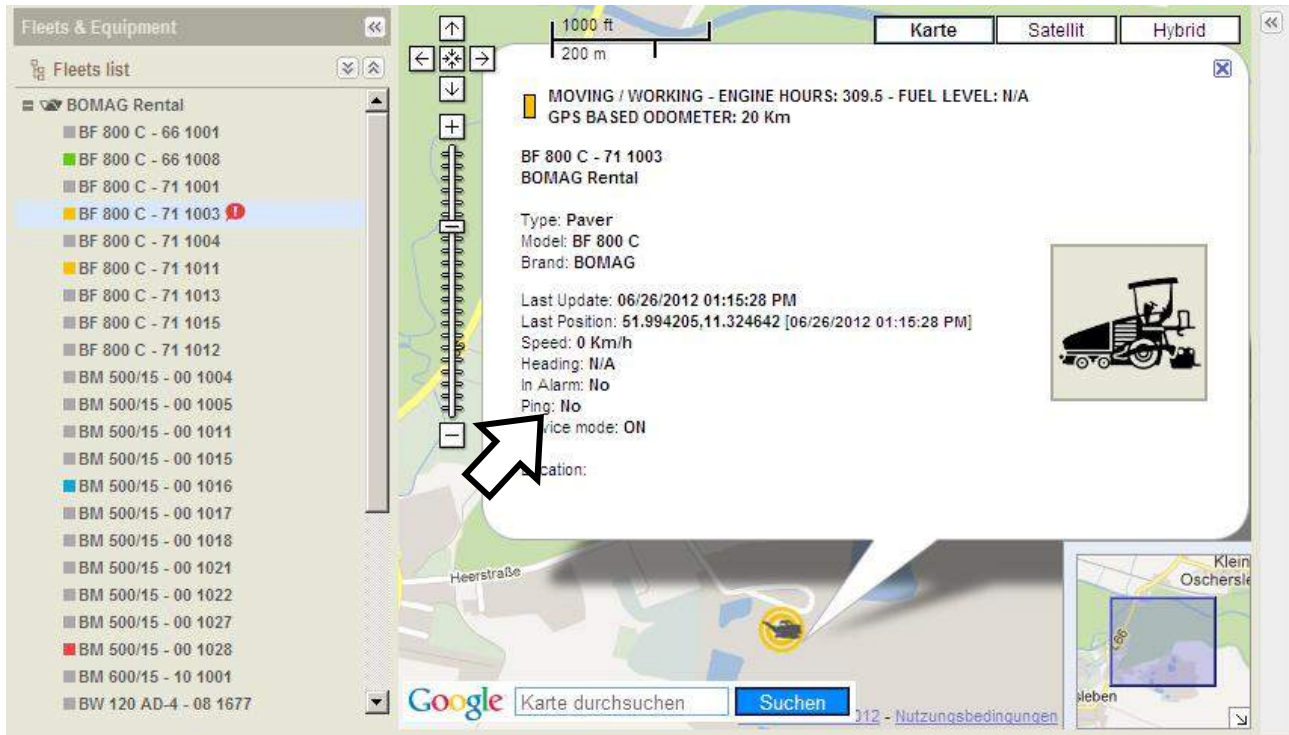 Fleets & Equipment
Fleets list
BOMAG Rental
BF 800 C - 66 1001
BF 800 C - 66 1008
BF 800 C - 71 1001
BF 800 C - 71 1003
BF 800 C - 71 1004
BF 800 C - 71 1011
BF 800 C - 71 1013
BF 800 C - 71 1015
BF 800 C - 71 1012
BM 500/15 - 00 1004
BM 500/15 - 00 1005
BM 500/15 - 00 1011
BM 500/15 - 00 1015
BM 500/15 - 00 1016
BM 500/15 - 00 1017
BM 500/15 - 00 1018
BM 500/15 - 00 1021
BM 500/15 - 00 1022
BM 500/15 - 00 1027
BM 500/15 - 00 1028
BM 600/15 - 10 1001
BW 120 AD-4 - 08 1677
1000 ft
200 m
Karte
Satellit
Hybrid
MOVING / WORKING - ENGINE HOURS: 309.5 - FUEL LEVEL: N/A
GPS BASED ODOMETER: 20 Km
BF 800 C - 71 1003
BOMAG Rental
Type: Paver
Model: BF 800 C
Brand: BOMAG
Last Update: 06/26/2012 01:15:28 PM
Last Position: 51.994205,11.324642 [06/26/2012 01:15:28 PM]
Speed: 0 Km/h
Heading: N/A
In Alarm: No
Ping: No
vice mode: ON
cation:
Heerstraße
Klein
Oschersle
66
sleben
Google
Karte durchsuchen
Suchen
012 - Nutzungsbedingungen